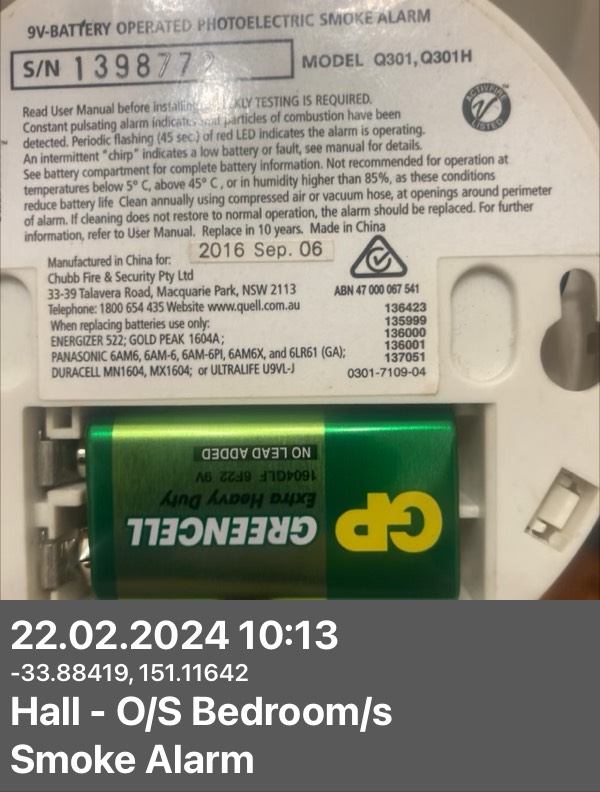 9V-BATTERY OPERATED PHOTOELECTRIC SMOKE ALARM
S/N 139877
MODEL Q301, Q301H
Read User Manual before installing. KLY TESTING IS REQUIRED.
Constant pulsating alarm indicates particles of combustion have been
detected. Periodic flashing (45 sec.) of red LED indicates the alarm is operating.
An intermittent "chirp" indicates a low battery or fault, see manual for details.
See battery compartment for complete battery information. Not recommended for operation at
temperatures below 5° C, above 45° C, or in humidity higher than 85%, as these conditions
reduce battery life Clean annually using compressed air or vacuum hose, at openings around perimeter
of alarm. If cleaning does not restore to normal operation, the alarm should be replaced. For further
information, refer to User Manual. Replace in 10 years. Made in China
ACTIVFIRE
LISTED
2016 Sep. 06
Manufactured in China for:
Chubb Fire & Security Pty Ltd
33-39 Talavera Road, Macquarie Park, NSW 2113
Telephone: 1800 654 435 Website www.quell.com.au
When replacing batteries use only:
ENERGIZER 522; GOLD PEAK 1604A;
PANASONIC 6AM6, 6AM-6, 6AM-6PI, 6AM6X, and 6LR61 (GA);
DURACELL MN1604, MX1604; or ULTRALIFE U9VL-J
ABN 47 000 067 541
136423
135999
136000
136001
137051
0301-7109-04
GP
GREENCELL
Extra Heavy Duty
1604GLF 6F22 9V
NO LEAD ADDED
22.02.2024 10:13
-33.88419, 151.11642
Hall - O/S Bedroom/s
Smoke Alarm